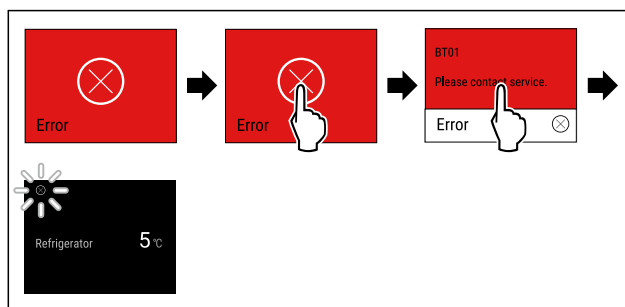 Error
Error
BT01
Please contact service.
Error
Refrigerator 5 °C